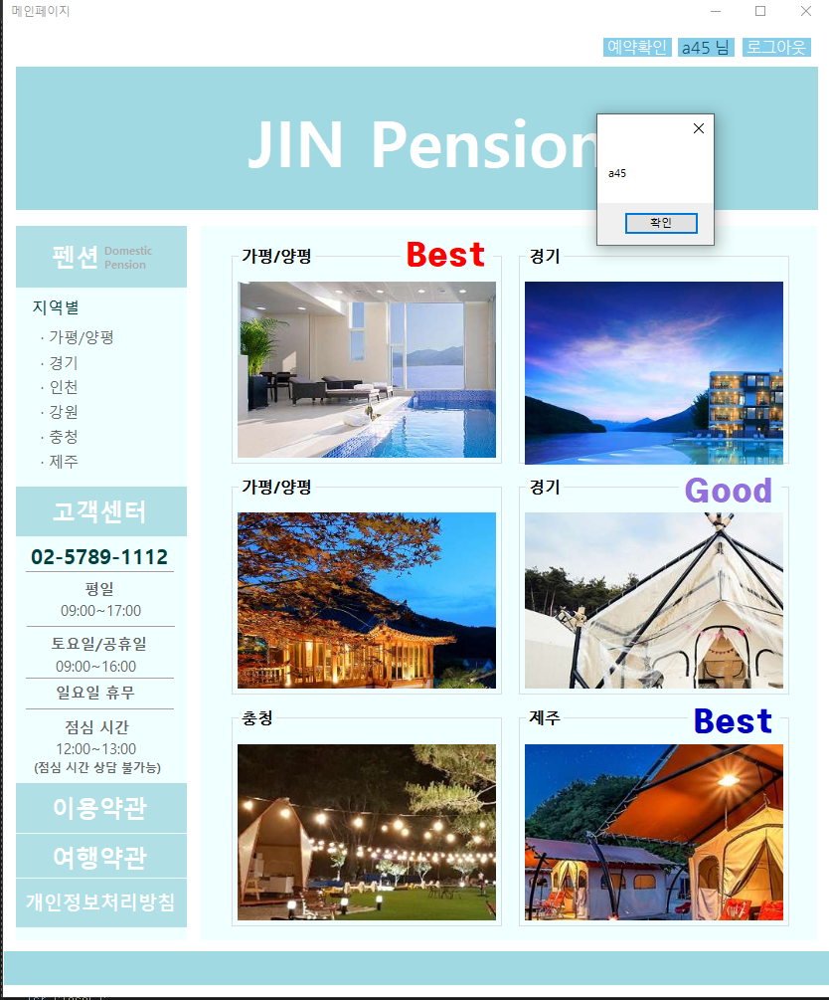 메인페이지
예약확인 a45 님 로그아웃
JIN Pension
a45
확인
펜션 Domestic
Pension
지역별
· 가평/양평
· 경기
· 인천
· 강원
· 충청
· 제주
고객센터
02-5789-1112
평일
09:00~17:00
토요일/공휴일
09:00~16:00
일요일 휴무
점심 시간
12:00~13:00
(점심 시간 상담 불가능)
이용약관
여행약관
개인정보처리방침
가평/양평 Best
경기
가평/양평
경기 Good
충청
제주 Best